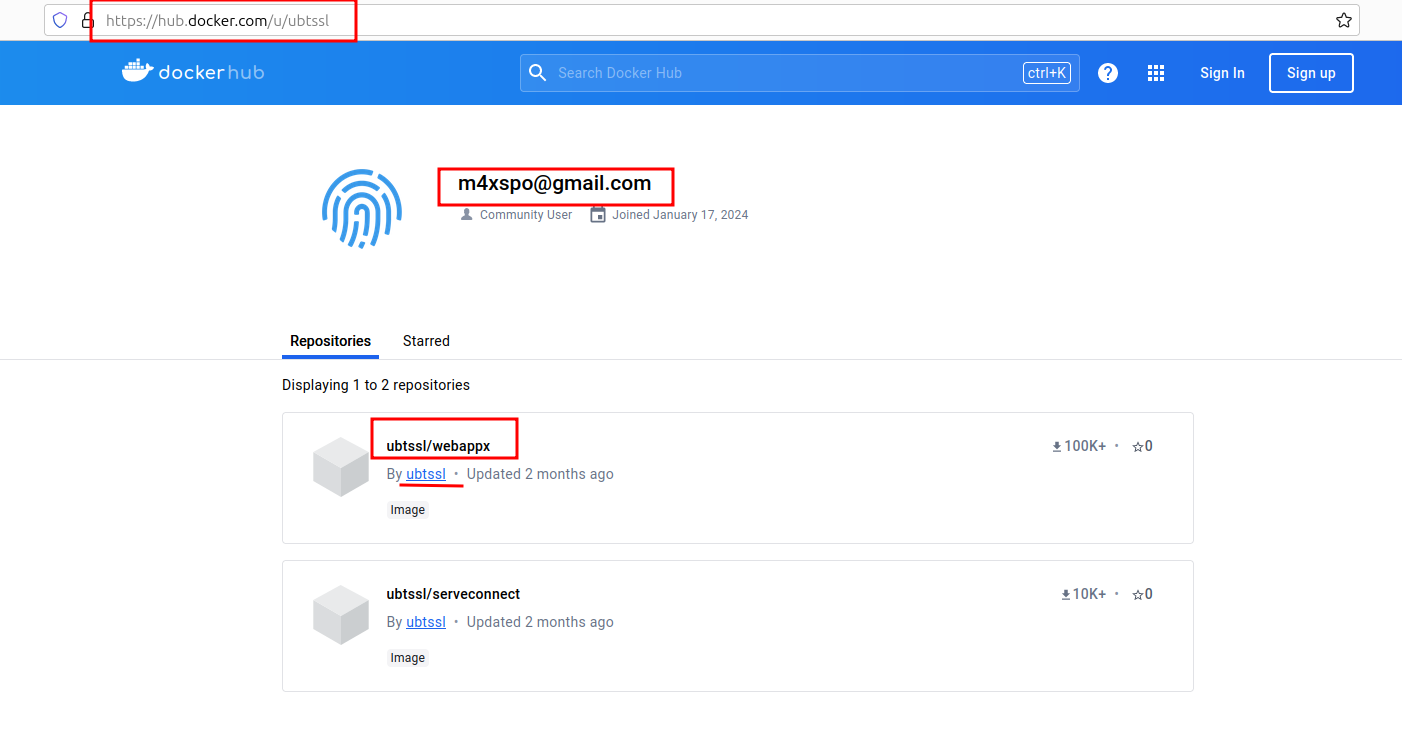 https://hub.docker.com/u/ubtssl
docker hub
Search Docker Hub
ctrl+K
?
Sign In
Sign up
m4xspo@gmail.com
Community User
Joined January 17, 2024
Repositories
Starred
Displaying 1 to 2 repositories
ubtssl/webappx
100K+ • 0
By ubtssl • Updated 2 months ago
Image
ubtssl/serveconnect
10K+ • 0
By ubtssl • Updated 2 months ago
Image